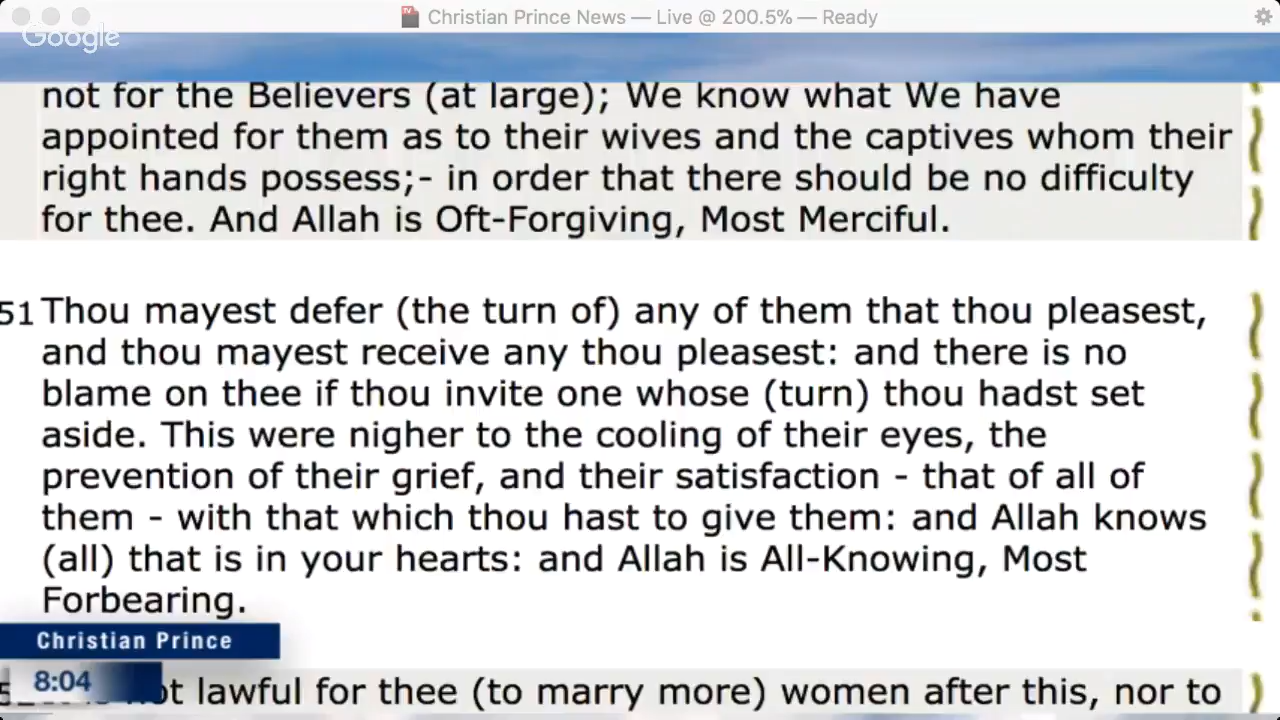 Christian Prince News — Live @ 200.5% — Ready
Google
not for the Believers (at large); We know what We have
appointed for them as to their wives and the captives whom their
right hands possess;- in order that there should be no difficulty
for thee. And Allah is Oft-Forgiving, Most Merciful.
51 Thou mayest defer (the turn of) any of them that thou pleasest,
and thou mayest receive any thou pleasest: and there is no
blame on thee if thou invite one whose (turn) thou hadst set
aside. This were nigher to the cooling of their eyes, the
prevention of their grief, and their satisfaction - that of all of
them - with that which thou hast to give them: and Allah knows
(all) that is in your hearts: and Allah is All-Knowing, Most
Forbearing.
Christian Prince
8:04
lawful for thee (to marry more) women after this, nor to